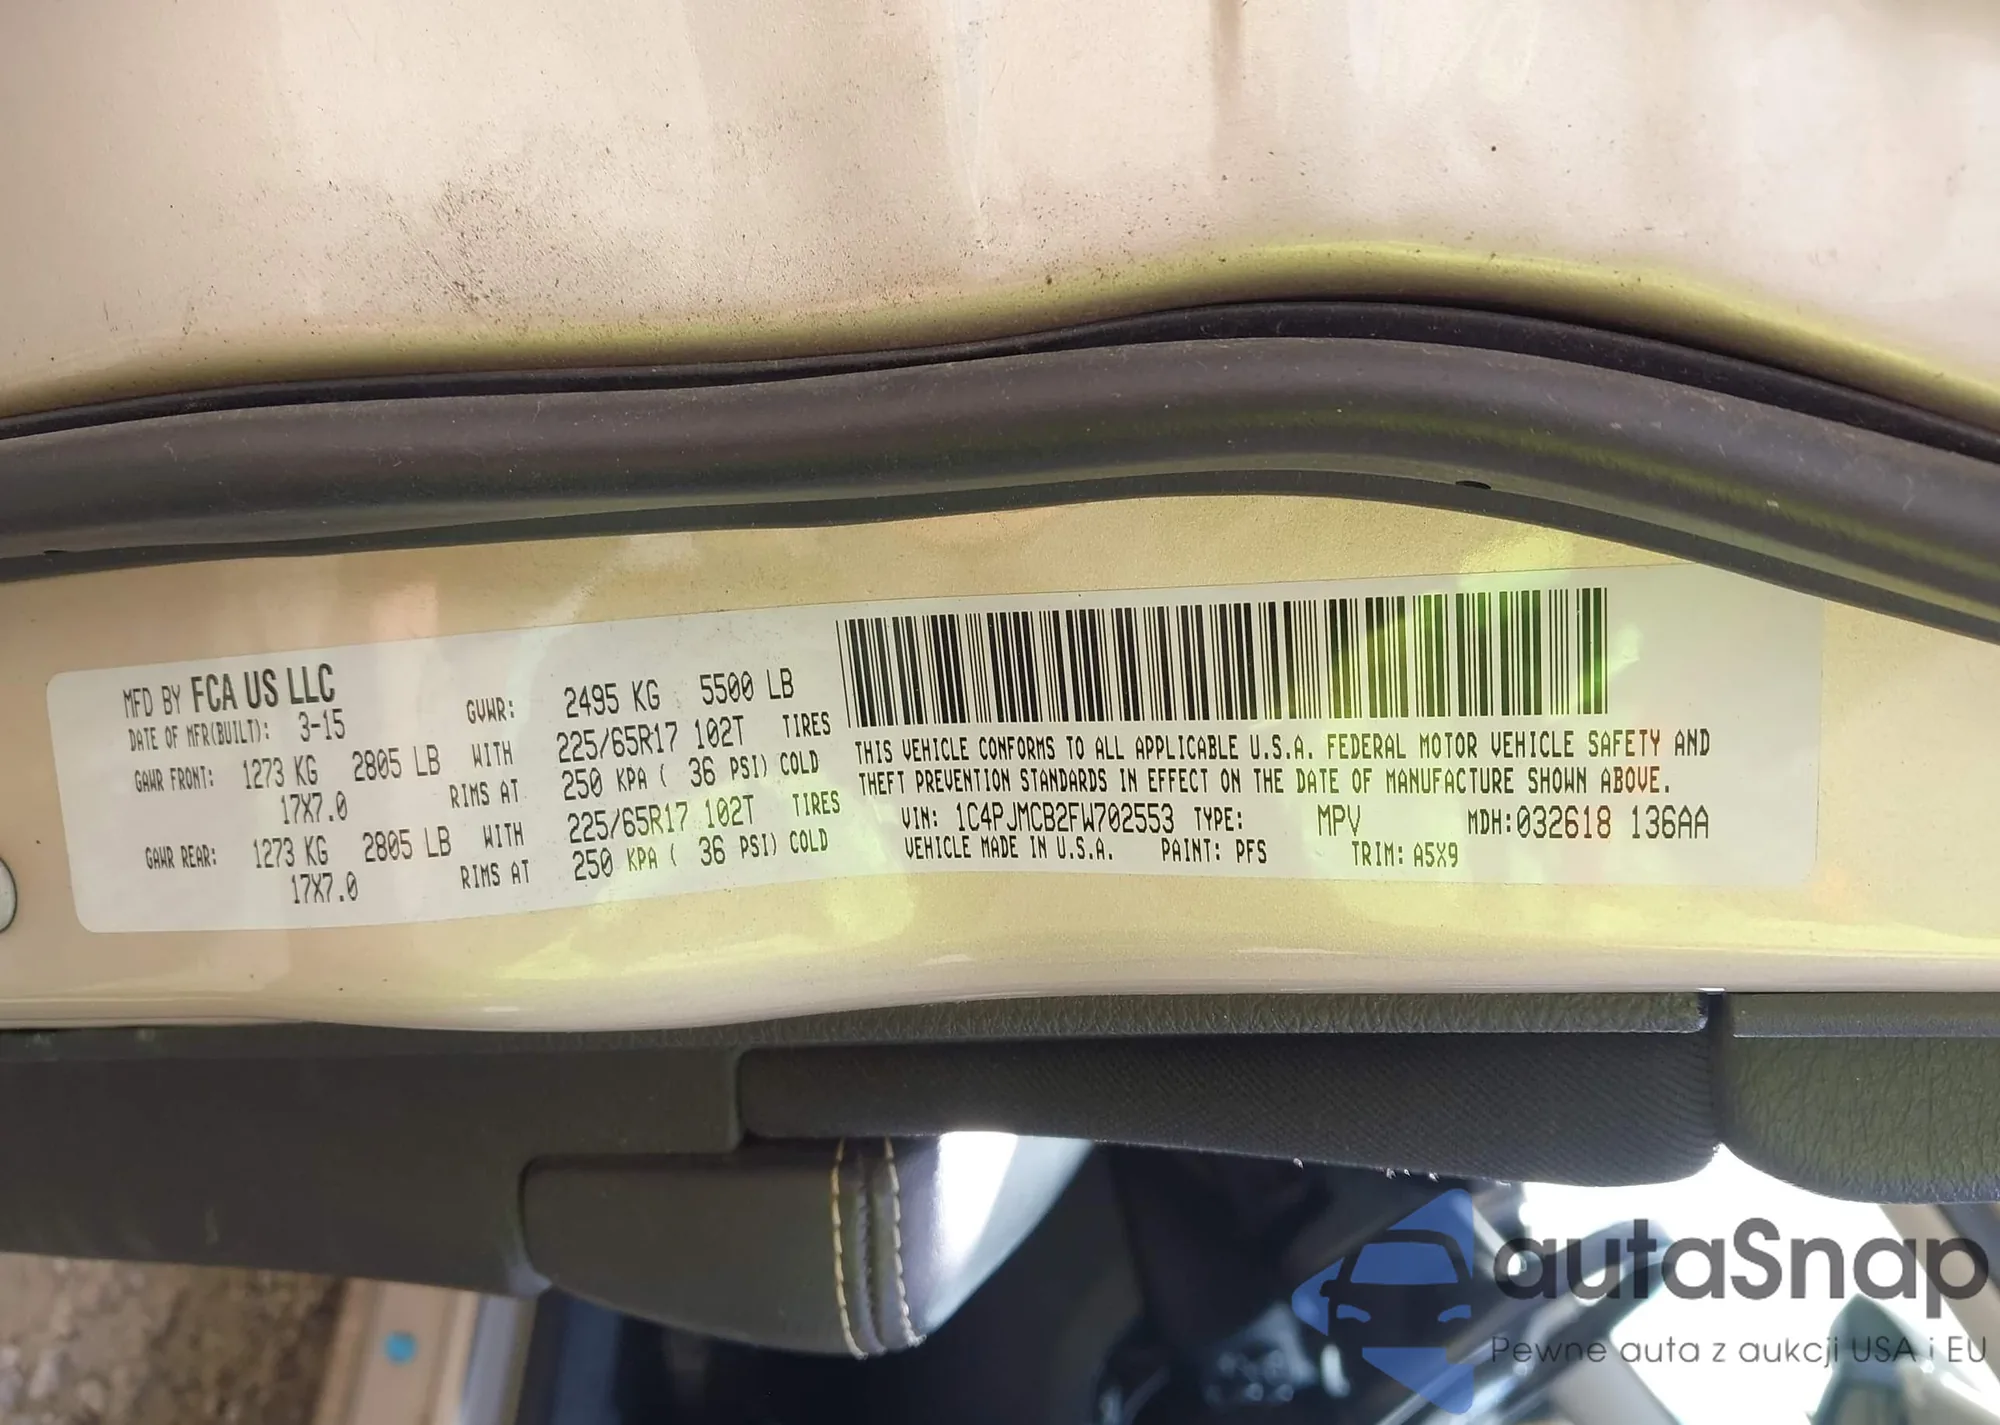 MFD BY FCA US LLC
DATE OF MFR(BUILT): 3-15 GVWR: 2495 KG 5500 LB
GAWR FRONT: 1273 KG 2805 LB WITH 225/65R17 102T TIRES
17X7.0 RIMS AT 250 KPA ( 36 PSI) COLD
GAWR REAR: 1273 KG 2805 LB WITH 225/65R17 102T TIRES
17X7.0 RIMS AT 250 KPA ( 36 PSI) COLD
THIS VEHICLE CONFORMS TO ALL APPLICABLE U.S.A. FEDERAL MOTOR VEHICLE SAFETY AND
THEFT PREVENTION STANDARDS IN EFFECT ON THE DATE OF MANUFACTURE SHOWN ABOVE.
VIN: 1C4PJMCB2FW702553 TYPE: MPV MDH:032618 136AA
VEHICLE MADE IN U.S.A. PAINT: PFS TRIM: A5X9
autaSnap
Pewne auta z aukcji USA i EU